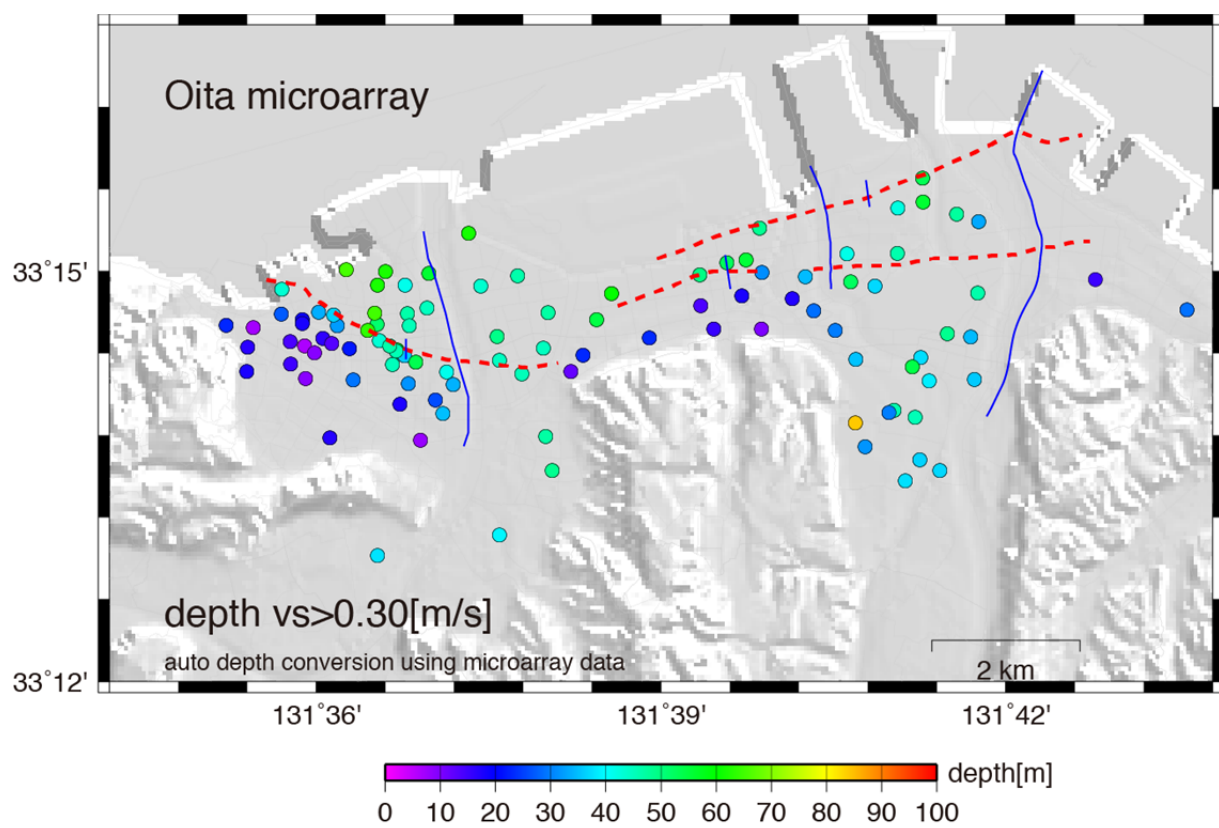 Oita microarray
33°15'
depth vs>0.30[m/s]
auto depth conversion using microarray data
2 km
33°12'
131°36' 131°39' 131°42'
depth[m]
0 10 20 30 40 50 60 70 80 90 100